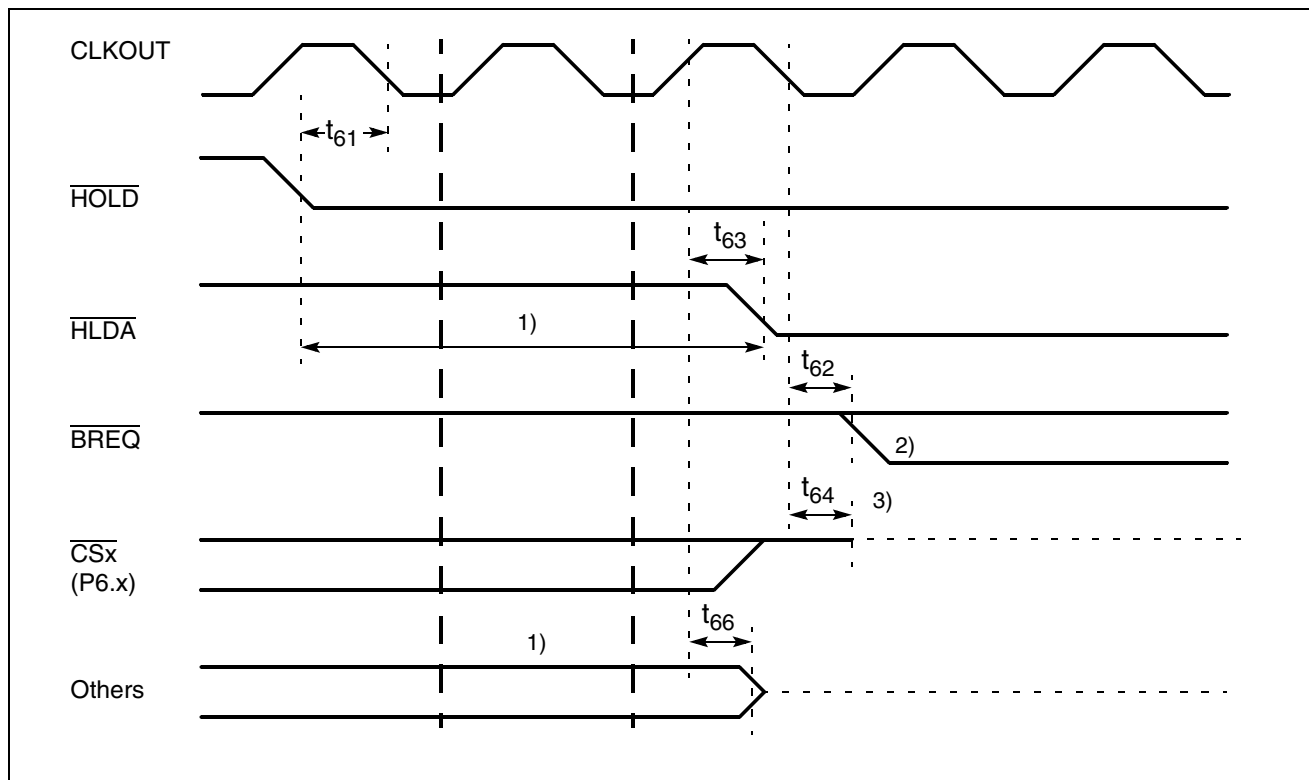 CLKOUT
t61
HOLD
t63
HLDA
1)
t62
BREQ
2)
t64
3)
CSx
(P6.x)
t66
1)
Others